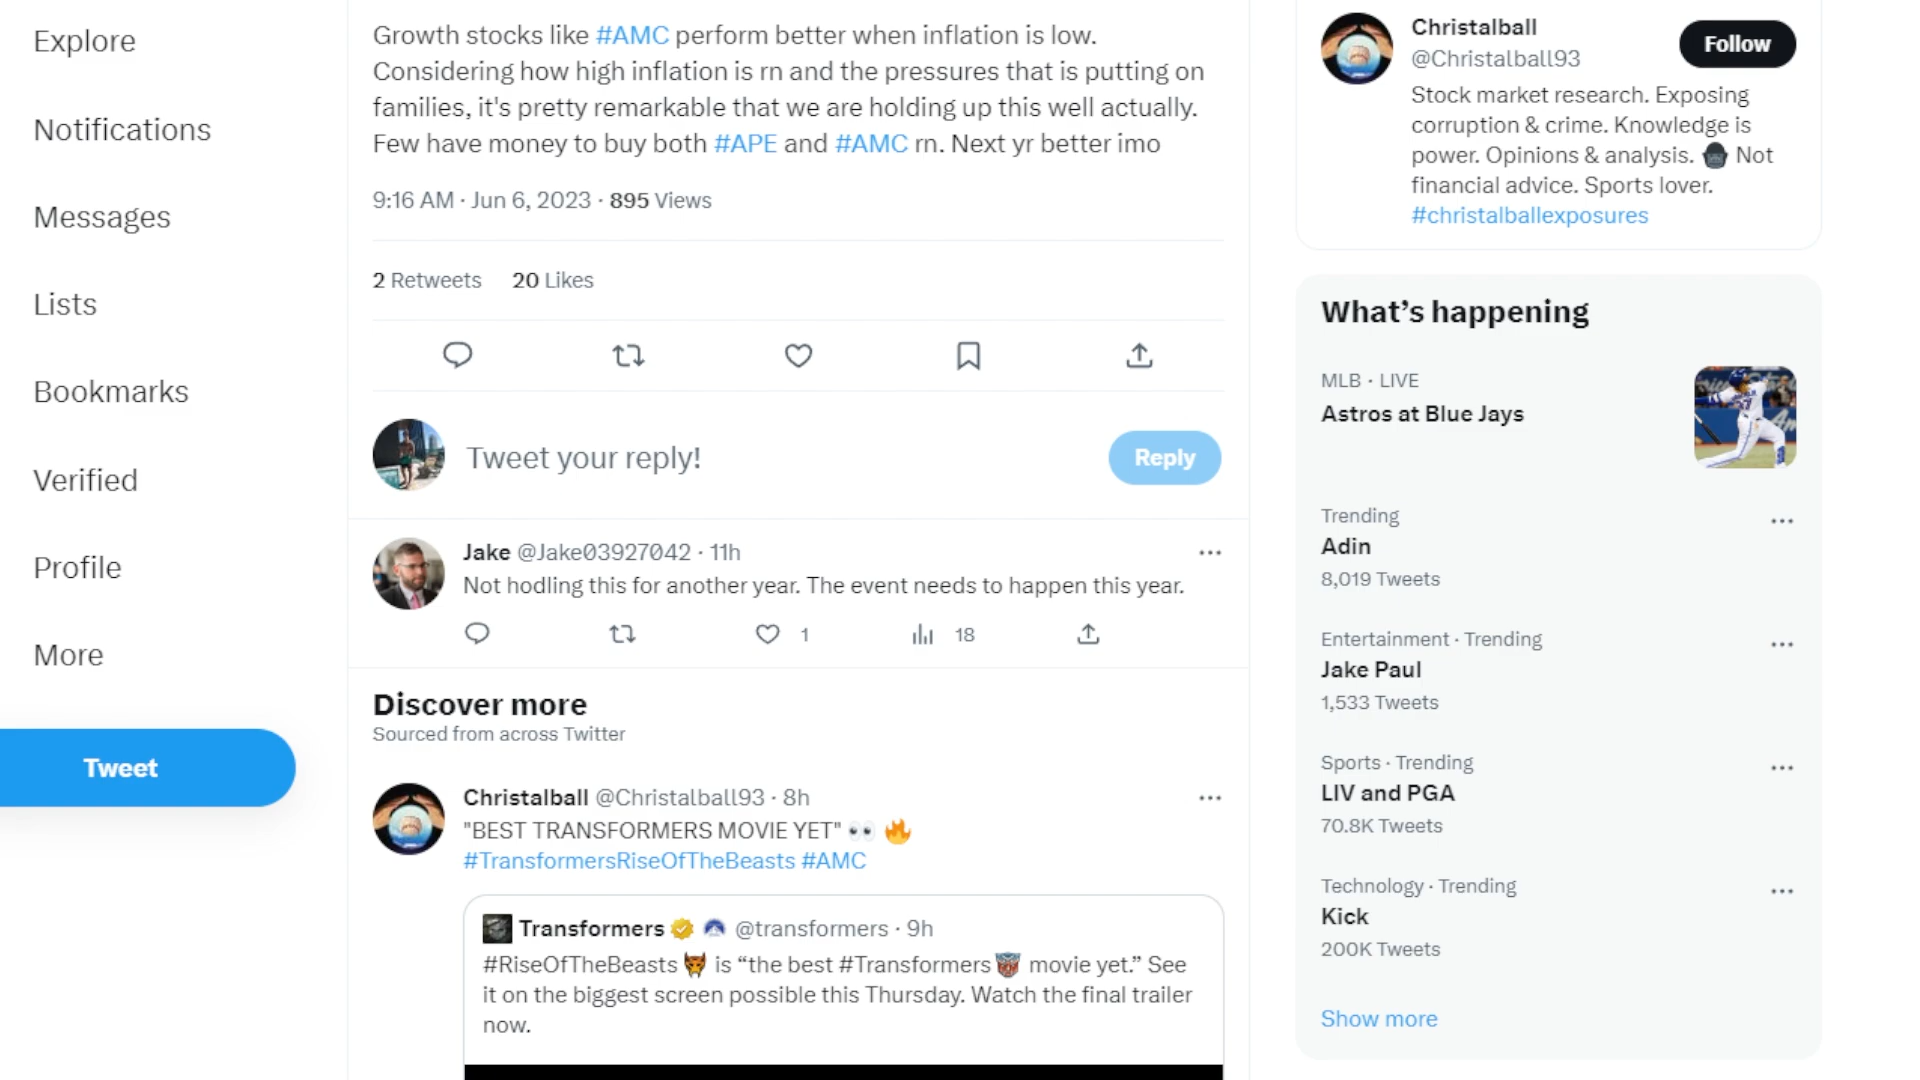 Explore
Notifications
Messages
Lists
Bookmarks
Verified
Profile
More
Tweet
Growth stocks like #AMC perform better when inflation is low.
Considering how high inflation is rn and the pressures that is putting on
families, it's pretty remarkable that we are holding up this well actually.
Few have money to buy both #APE and #AMC rn. Next yr better imo
9:16 AM · Jun 6, 2023 · 895 Views
2 Retweets 20 Likes
Tweet your reply!
Reply
Jake @Jake03927042 · 11h
Not hodling this for another year. The event needs to happen this year.
1 18
Discover more
Sourced from across Twitter
Christalball @Christalball93 · 8h
"BEST TRANSFORMERS MOVIE YET" 👀 🔥
#TransformersRiseOfTheBeasts #AMC
Transformers @transformers · 9h
#RiseOfTheBeasts is “the best #Transformers movie yet.” See
it on the biggest screen possible this Thursday. Watch the final trailer
now.
Christalball
@Christalball93
Follow
Stock market research. Exposing
corruption & crime. Knowledge is
power. Opinions & analysis. Not
financial advice. Sports lover.
#christalballexposures
What’s happening
MLB · LIVE
Astros at Blue Jays
Trending
Adin
8,019 Tweets
Entertainment · Trending
Jake Paul
1,533 Tweets
Sports · Trending
LIV and PGA
70.8K Tweets
Technology · Trending
Kick
200K Tweets
Show more